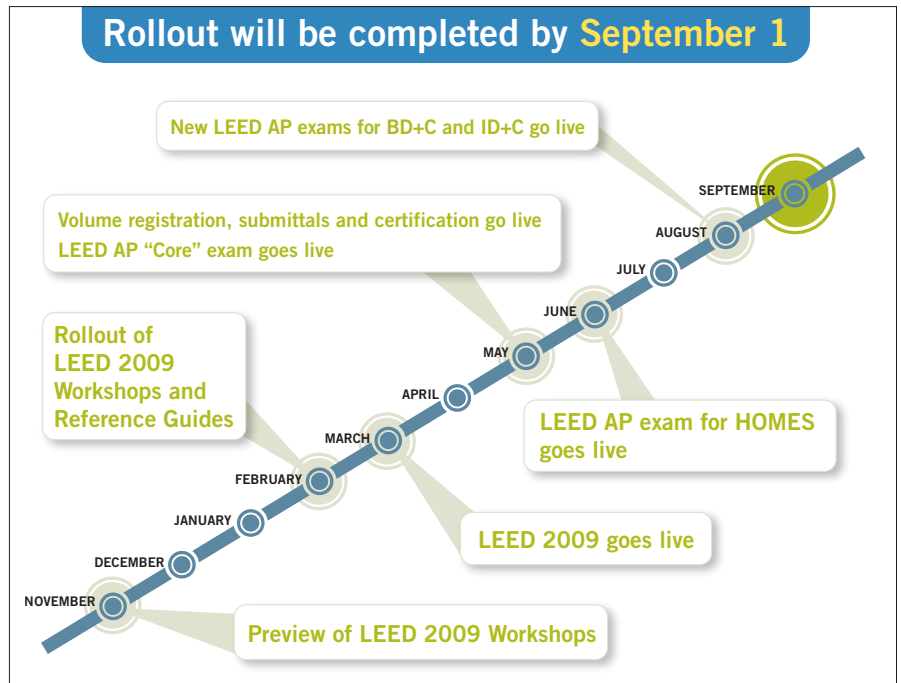 Rollout will be completed by September 1
New LEED AP exams for BD+C and ID+C go live
SEPTEMBER
Volume registration, submittals and certification go live
LEED AP “Core” exam goes live
AUGUST
JULY
JUNE
Rollout of
LEED 2009
Workshops and
Reference Guides
MAY
APRIL
LEED AP exam for HOMES
goes live
MARCH
FEBRUARY
JANUARY
LEED 2009 goes live
DECEMBER
NOVEMBER
Preview of LEED 2009 Workshops